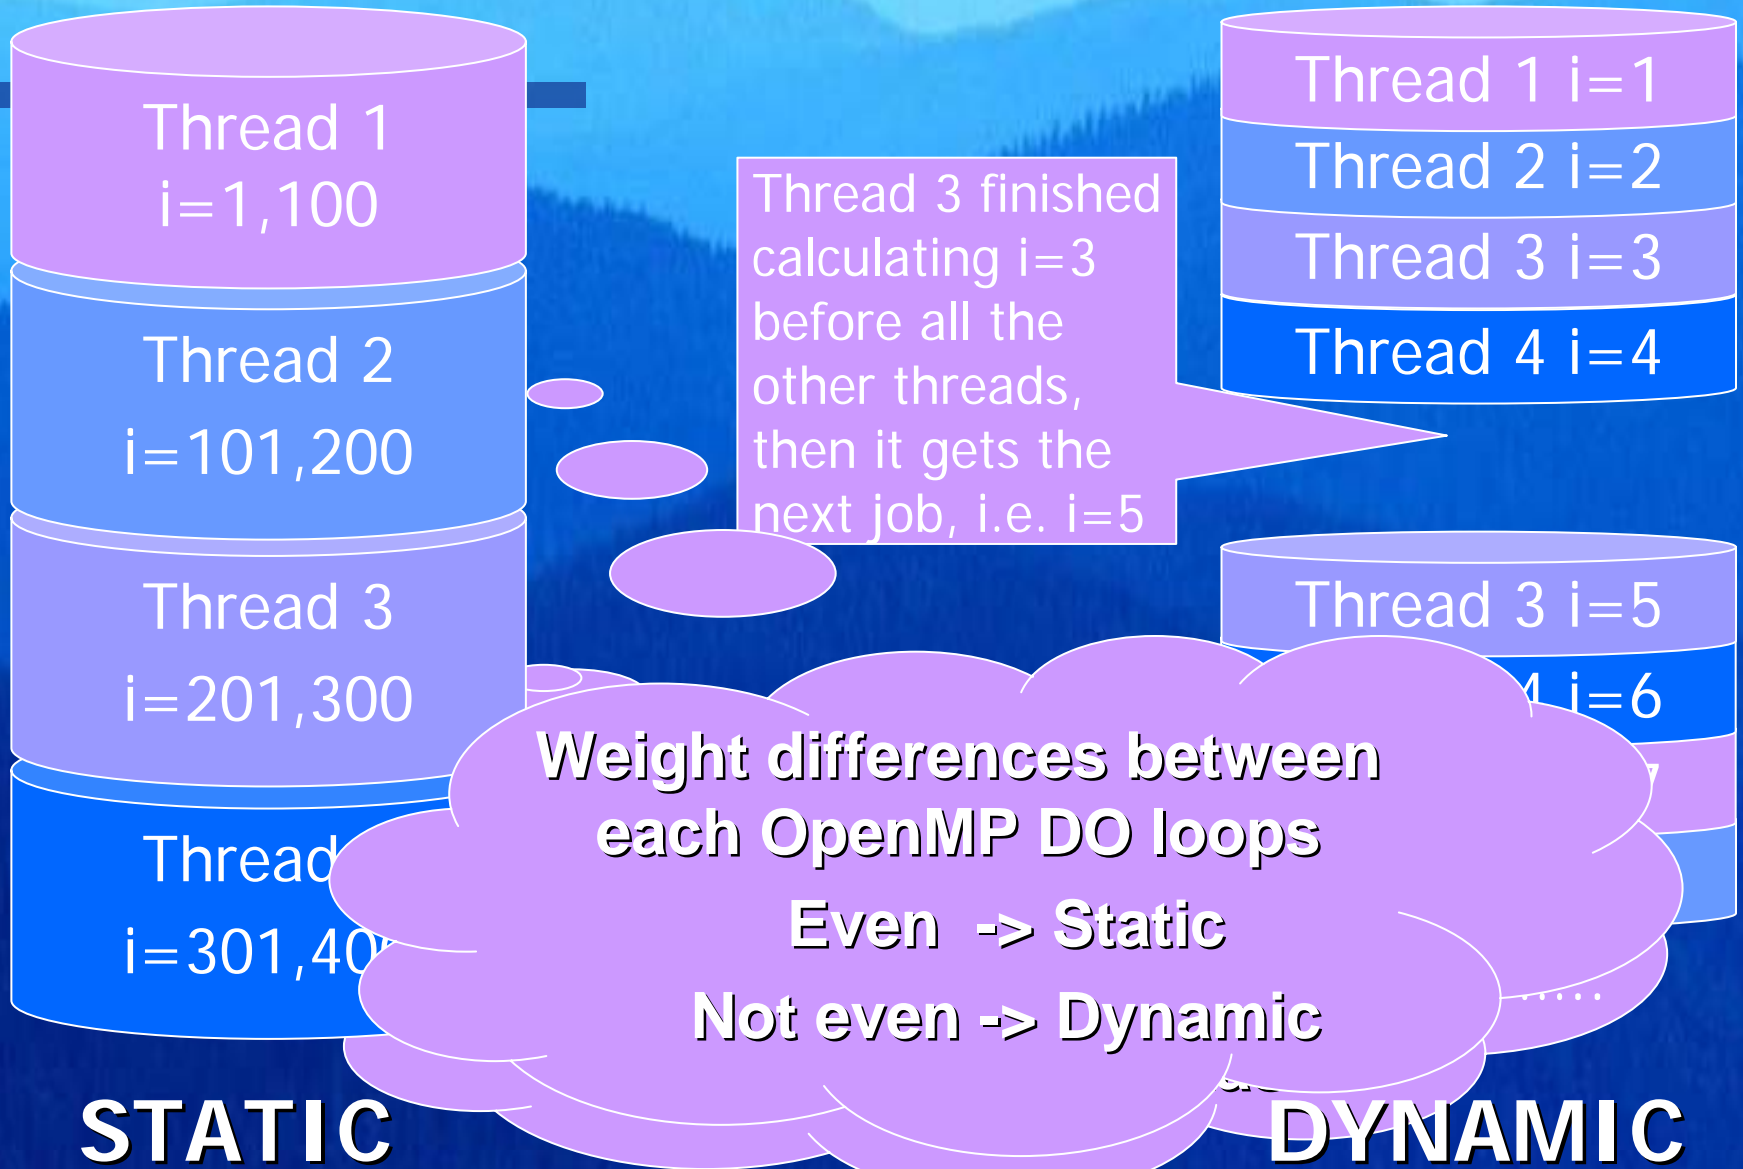 Thread 1
i=1,100
Thread 2
i=101,200
Thread 3
i=201,300
Thread
STATIC
Thread 3 finished
calculating i=3
before all the
other threads,
then it gets the
next job, i.e. i=5
Weight differences between
each OpenMP DO loops
Even -> Static
Not even -> Dynamic
Thread 1 i=1
Thread 2 i=2
Thread 3 i=3
Thread 4 i=4
Thread 3 i=5
4 i=6
.....
DYNAMIC